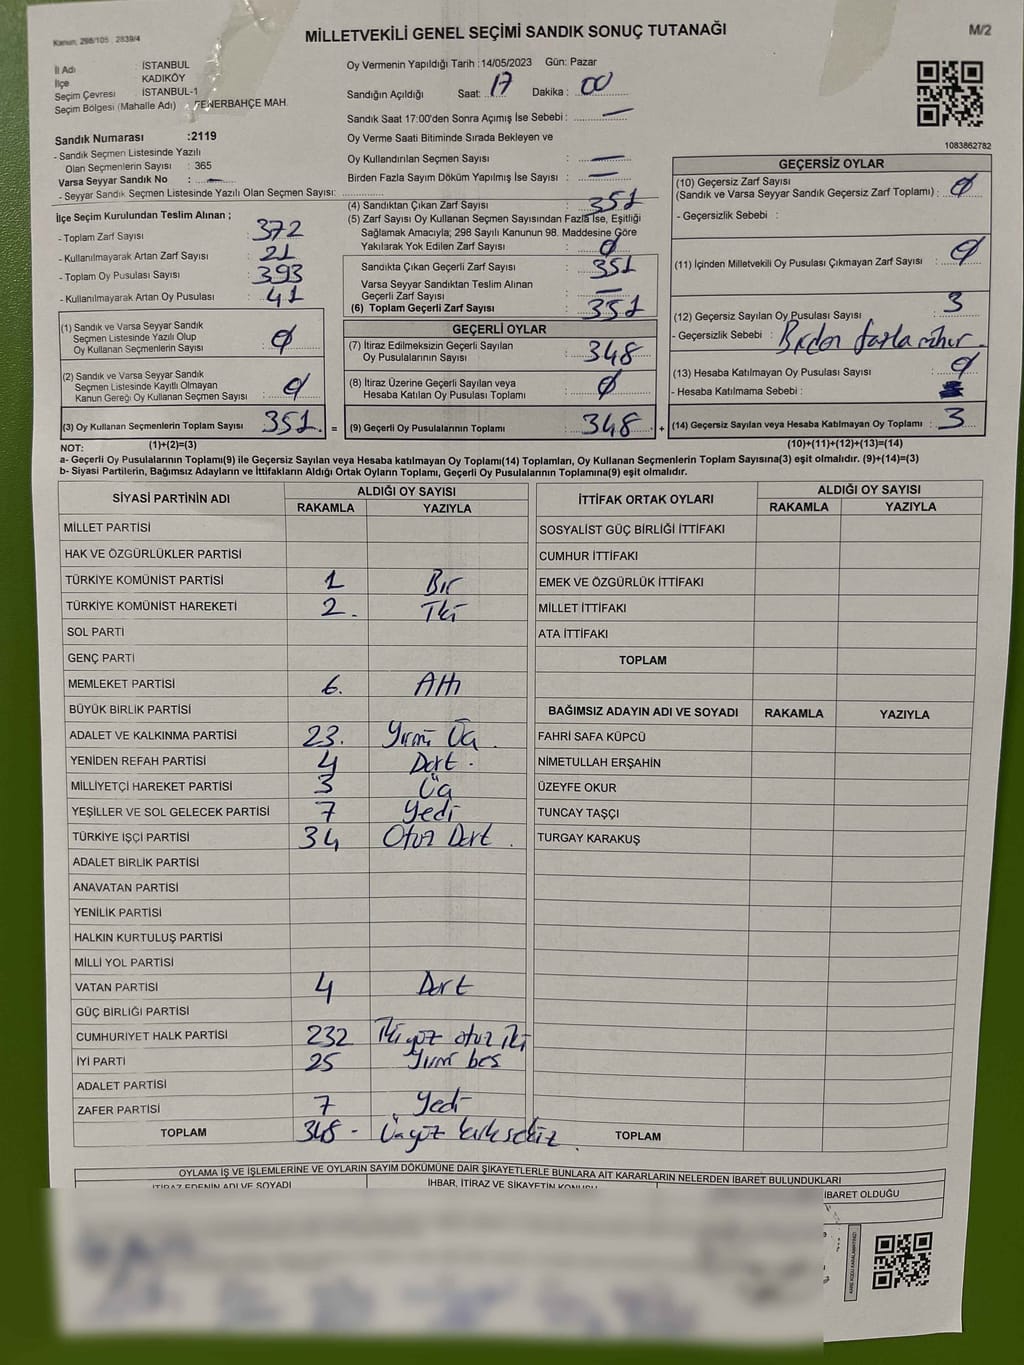 Kanun; 298/105 ; 2839/4
MİLLETVEKİLİ GENEL SEÇİMİ SANDIK SONUÇ TUTANAĞI
M/2
İl Adı : İSTANBUL
İlçe : KADIKÖY
Seçim Çevresi : İSTANBUL-1
Seçim Bölgesi (Mahalle Adı) : FENERBAHÇE MAH.
Oy Vermenin Yapıldığı Tarih :14/05/2023 Gün: Pazar
Sandığın Açıldığı Saat: 17 Dakika : 00
Sandık Saat 17:00'den Sonra Açımış İse Sebebi : —
Oy Verme Saati Bitiminde Sırada Bekleyen ve
Oy Kullandırılan Seçmen Sayısı : —
Birden Fazla Sayım Döküm Yapılmış İse Sayısı : —
1083862782
Sandık Numarası :2119
- Sandık Seçmen Listesinde Yazılı
Olan Seçmenlerin Sayısı : 365
Varsa Seyyar Sandık No : —
- Seyyar Sandık Seçmen Listesinde Yazılı Olan Seçmen Sayısı:
İlçe Seçim Kurulundan Teslim Alınan ;
- Toplam Zarf Sayısı : 372
- Kullanılmayarak Artan Zarf Sayısı : 21
- Toplam Oy Pusulası Sayısı : 393
- Kullanılmayarak Artan Oy Pusulası : 41
(4) Sandıktan Çıkan Zarf Sayısı : 351
(5) Zarf Sayısı Oy Kullanan Seçmen Sayısından Fazla İse, Eşitliği
Sağlamak Amacıyla; 298 Sayılı Kanunun 98. Maddesine Göre
Yakılarak Yok Edilen Zarf Sayısı : 0
Sandıkta Çıkan Geçerli Zarf Sayısı : 351
Varsa Seyyar Sandıktan Teslim Alınan
Geçerli Zarf Sayısı : —
(6) Toplam Geçerli Zarf Sayısı : 351
GEÇERSİZ OYLAR
(10) Geçersiz Zarf Sayısı
(Sandık ve Varsa Seyyar Sandık Geçersiz Zarf Toplamı) : 0
- Geçersizlik Sebebi :
(11) İçinden Milletvekili Oy Pusulası Çıkmayan Zarf Sayısı : 0
(12) Geçersiz Sayılan Oy Pusulası Sayısı : 3
- Geçersizlik Sebebi : Birden fazla mühür.
(13) Hesaba Katılmayan Oy Pusulası Sayısı : 0
- Hesaba Katılmama Sebebi :
(14) Geçersiz Sayılan veya Hesaba Katılmayan Oy Toplamı : 3
(1) Sandık ve Varsa Seyyar Sandık
Seçmen Listesinde Yazılı Olup
Oy Kullanan Seçmenlerin Sayısı : 0
(2) Sandık ve Varsa Seyyar Sandık
Seçmen Listesinde Kayıtlı Olmayan
Kanun Gereği Oy Kullanan Seçmen Sayısı : 0
(3) Oy Kullanan Seçmenlerin Toplam Sayısı : 351. =
GEÇERLİ OYLAR
(7) İtiraz Edilmeksizin Geçerli Sayılan
Oy Pusulalarının Sayısı : 348
(8) İtiraz Üzerine Geçerli Sayılan veya
Hesaba Katılan Oy Pusulası Toplamı : 0
(9) Geçerli Oy Pusulalarının Toplamı : 348 +
NOT: (1)+(2)=(3) (10)+(11)+(12)+(13)=(14)
a- Geçerli Oy Pusulalarının Toplamı(9) ile Geçersiz Sayılan veya Hesaba katılmayan Oy Toplamı(14) Toplamları, Oy Kullanan Seçmenlerin Toplam Sayısına(3) eşit olmalıdır. (9)+(14)=(3)
b- Siyasi Partilerin, Bağımsız Adayların ve İttifakların Aldığı Ortak Oyların Toplamı, Geçerli Oy Pusulalarının Toplamına(9) eşit olmalıdır.
SİYASİ PARTİNİN ADI ALDIĞI OY SAYISI
RAKAMLA YAZIYLA
MİLLET PARTİSİ
HAK VE ÖZGÜRLÜKLER PARTİSİ
TÜRKİYE KOMÜNİST PARTİSİ 1 Bir
TÜRKİYE KOMÜNİST HAREKETİ 2. İki
SOL PARTİ
GENÇ PARTİ
MEMLEKET PARTİSİ 6. Altı
BÜYÜK BİRLİK PARTİSİ
ADALET VE KALKINMA PARTİSİ 23. Yirmi Üç.
YENİDEN REFAH PARTİSİ 4 Dört.
MİLLİYETÇİ HAREKET PARTİSİ 3 Üç
YEŞİLLER VE SOL GELECEK PARTİSİ 7 Yedi
TÜRKİYE İŞÇİ PARTİSİ 34 Otuz Dört.
ADALET BİRLİK PARTİSİ
ANAVATAN PARTİSİ
YENİLİK PARTİSİ
HALKIN KURTULUŞ PARTİSİ
MİLLİ YOL PARTİSİ
VATAN PARTİSİ 4 Dört
GÜÇ BİRLİĞİ PARTİSİ
CUMHURİYET HALK PARTİSİ 232 İki yüz otuz İki
İYİ PARTİ 25 Yirmi beş
ADALET PARTİSİ
ZAFER PARTİSİ 7 Yedi
TOPLAM 348 - Üç yüz kırk sekiz.
İTTİFAK ORTAK OYLARI ALDIĞI OY SAYISI
RAKAMLA YAZIYLA
SOSYALİST GÜÇ BİRLİĞİ İTTİFAKI
CUMHUR İTTİFAKI
EMEK VE ÖZGÜRLÜK İTTİFAKI
MİLLET İTTİFAKI
ATA İTTİFAKI
TOPLAM
BAĞIMSIZ ADAYIN ADI VE SOYADI RAKAMLA YAZIYLA
FAHRİ SAFA KÜPCÜ
NİMETULLAH ERŞAHİN
ÜZEYFE OKUR
TUNCAY TAŞÇI
TURGAY KARAKUŞ
TOPLAM
OYLAMA İŞ VE İŞLEMLERİNE VE OYLARIN SAYIM DÖKÜMÜNE DAİR ŞİKAYETLERLE BUNLARA AİT KARARLARIN NELERDEN İBARET BULUNDUKLARI
İTİRAZ EDENİN ADI VE SOYADI İHBAR, İTİRAZ VE ŞİKAYETİN KONUSU İBARET OLDUĞU